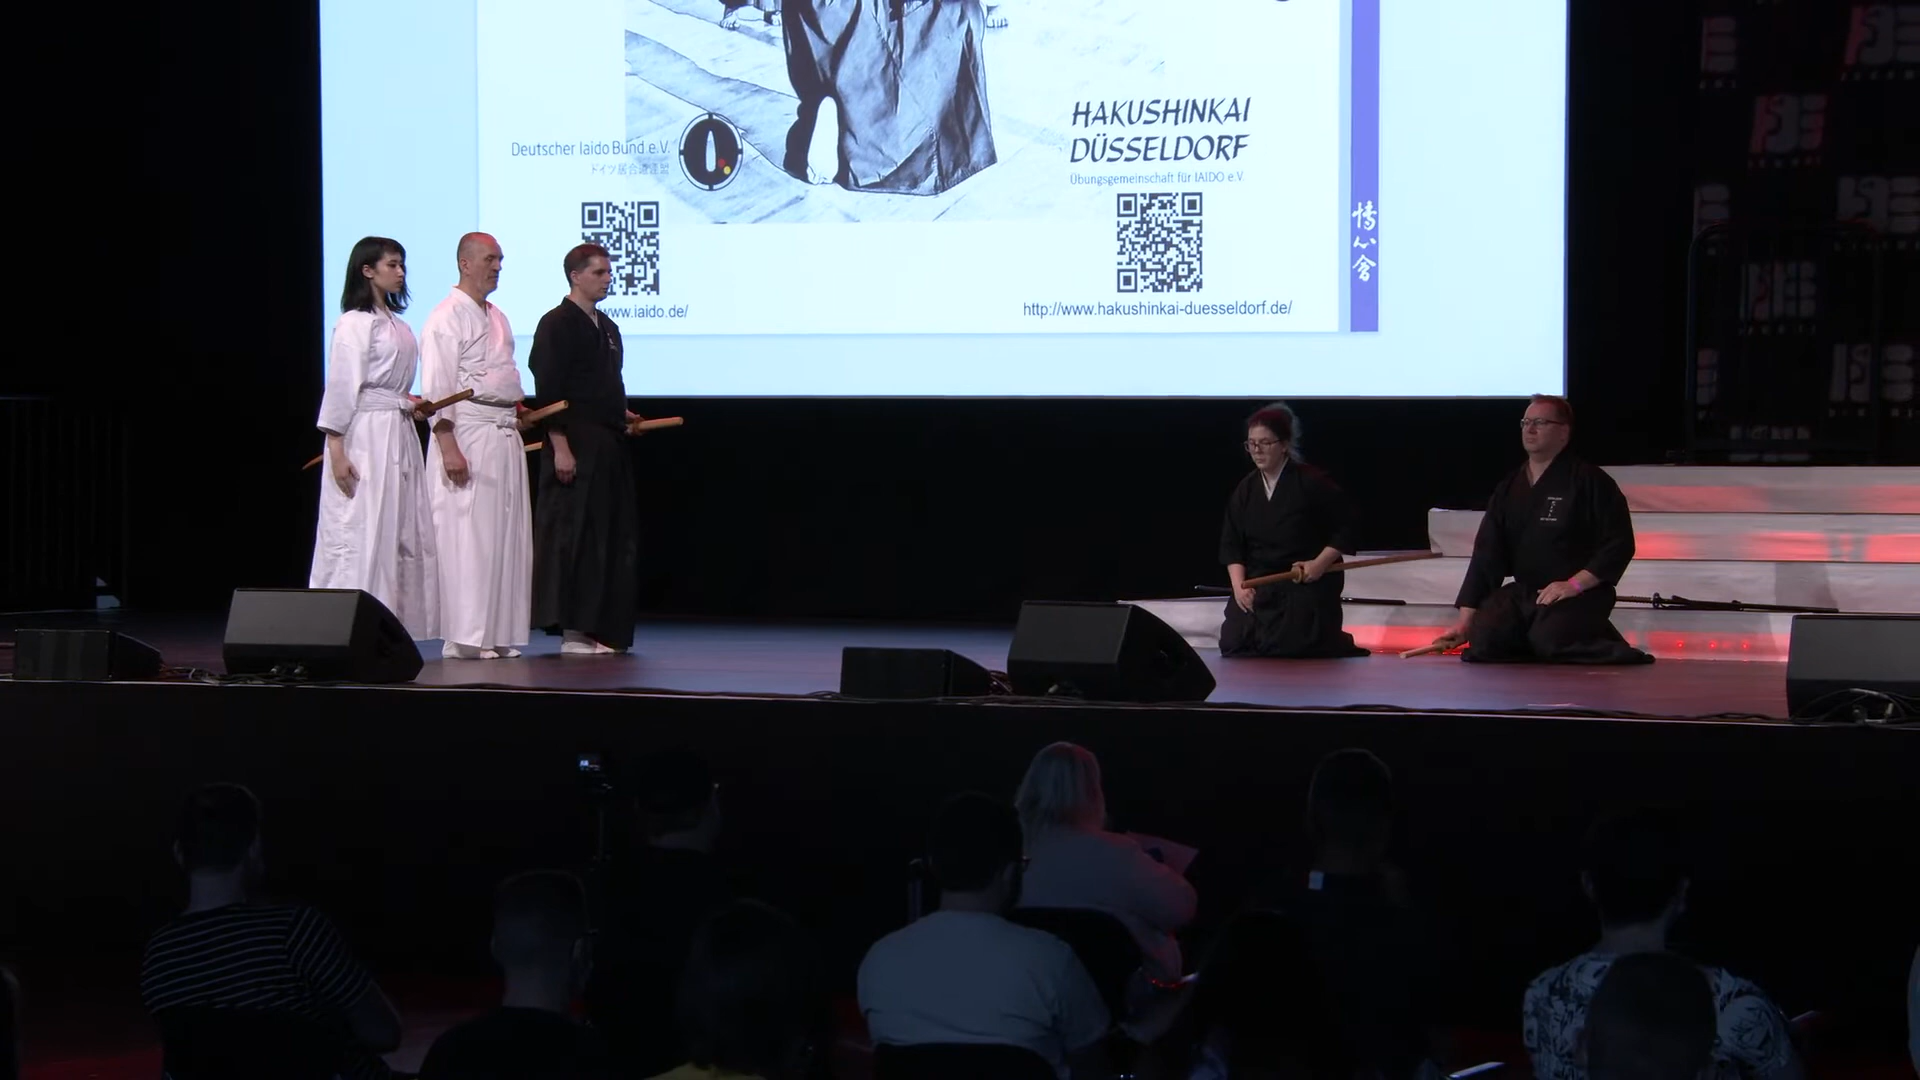 HAKUSHINKAI
DÜSSELDORF
Übungsgemeinschaft für IAIDO e.V.
Deutscher Iaido Bund e.V.
ドイツ居合道連盟
www.iaido.de/
http://www.hakushinkai-duesseldorf.de/
博心會